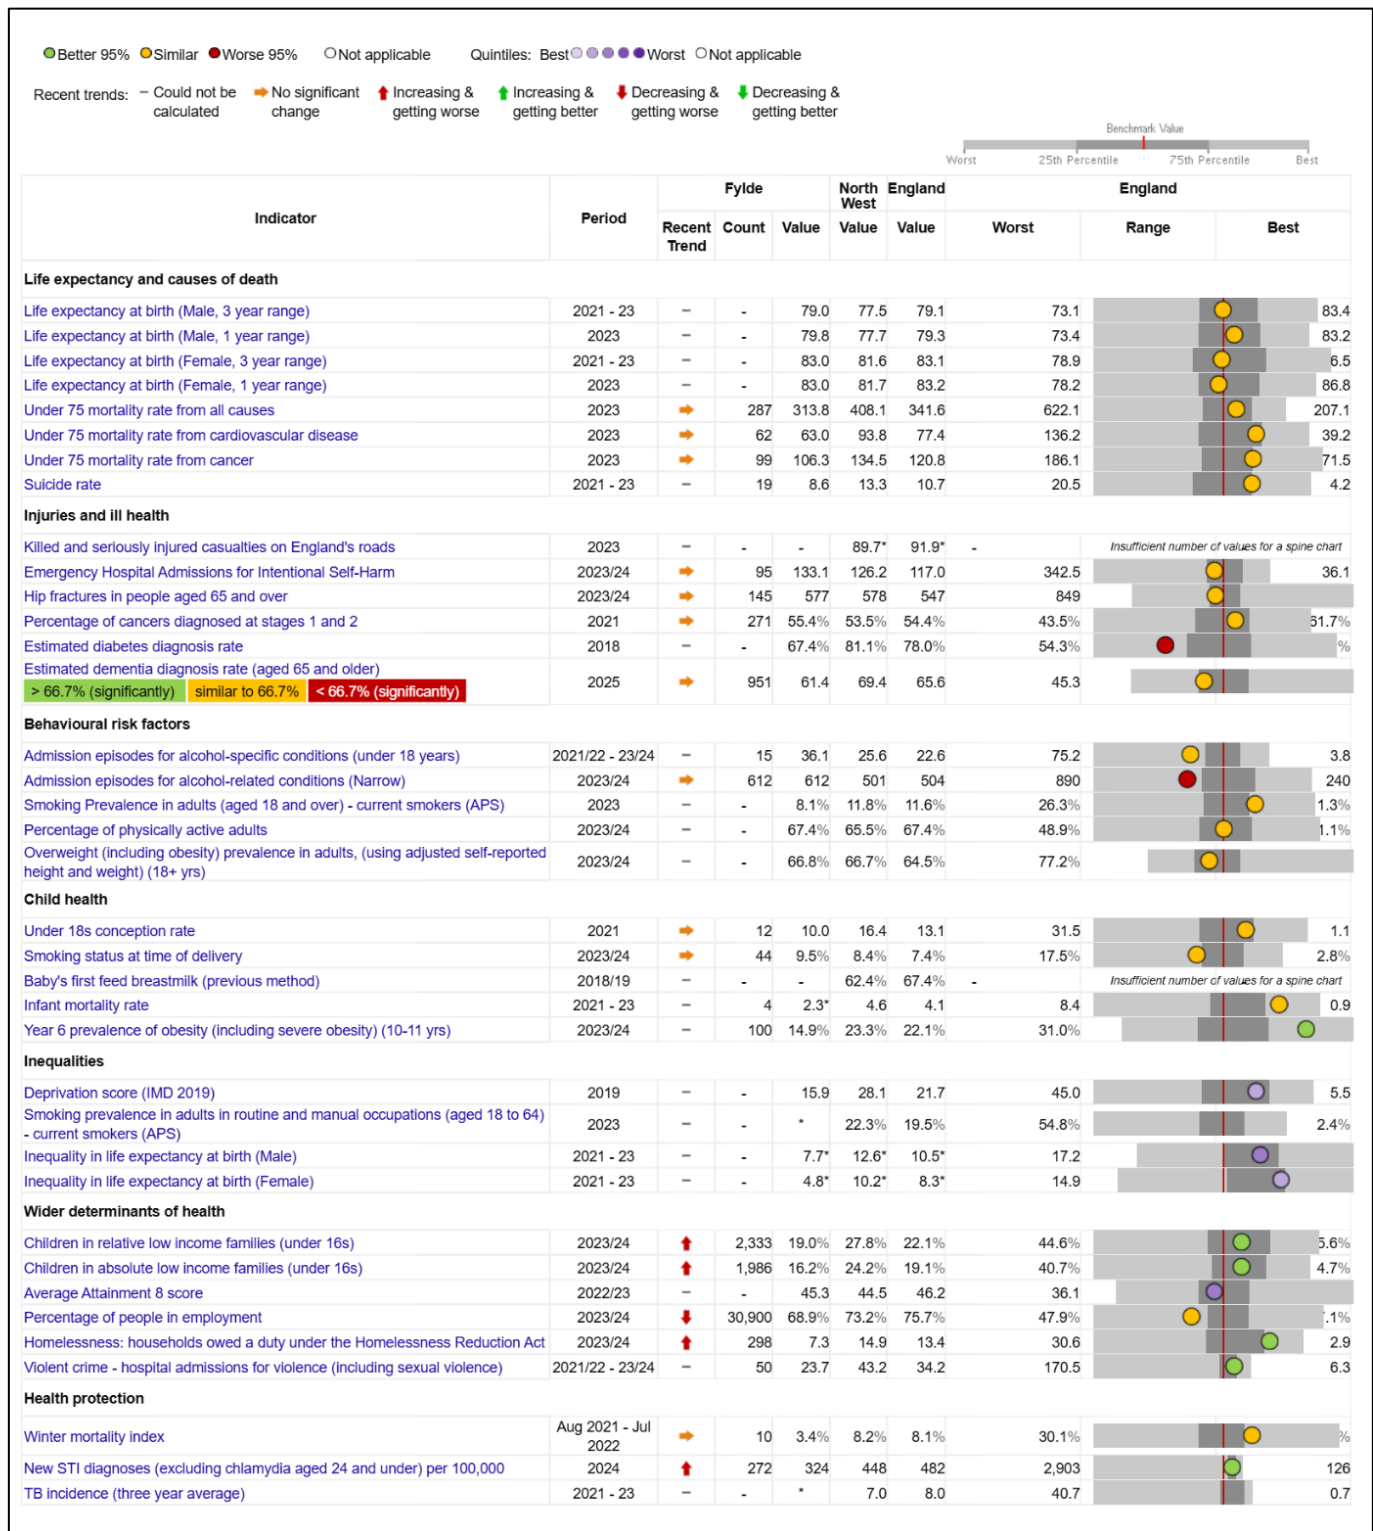 Better 95% Similar Worse 95% Not applicable Quintiles: Best Worst Not applicable
Recent trends: – Could not be calculated No significant change Increasing & getting worse Increasing & getting better Decreasing & getting worse Decreasing & getting better
Benchmark Value
Worst 25th Percentile 75th Percentile Best
Indicator Period Fylde North West England England
Recent Trend Count Value Value Value Worst Range Best
Life expectancy and causes of death
Life expectancy at birth (Male, 3 year range) 2021 - 23 – - 79.0 77.5 79.1 73.1 83.4
Life expectancy at birth (Male, 1 year range) 2023 – - 79.8 77.7 79.3 73.4 83.2
Life expectancy at birth (Female, 3 year range) 2021 - 23 – - 83.0 81.6 83.1 78.9 6.5
Life expectancy at birth (Female, 1 year range) 2023 – - 83.0 81.7 83.2 78.2 86.8
Under 75 mortality rate from all causes 2023 287 313.8 408.1 341.6 622.1 207.1
Under 75 mortality rate from cardiovascular disease 2023 62 63.0 93.8 77.4 136.2 39.2
Under 75 mortality rate from cancer 2023 99 106.3 134.5 120.8 186.1 71.5
Suicide rate 2021 - 23 – 19 8.6 13.3 10.7 20.5 4.2
Injuries and ill health
Killed and seriously injured casualties on England's roads 2023 – - - 89.7* 91.9* - Insufficient number of values for a spine chart
Emergency Hospital Admissions for Intentional Self-Harm 2023/24 95 133.1 126.2 117.0 342.5 36.1
Hip fractures in people aged 65 and over 2023/24 145 577 578 547 849
Percentage of cancers diagnosed at stages 1 and 2 2021 271 55.4% 53.5% 54.4% 43.5% 61.7%
Estimated diabetes diagnosis rate 2018 – - 67.4% 81.1% 78.0% 54.3% %
Estimated dementia diagnosis rate (aged 65 and older)
> 66.7% (significantly) similar to 66.7% < 66.7% (significantly) 2025 951 61.4 69.4 65.6 45.3
Behavioural risk factors
Admission episodes for alcohol-specific conditions (under 18 years) 2021/22 - 23/24 – 15 36.1 25.6 22.6 75.2 3.8
Admission episodes for alcohol-related conditions (Narrow) 2023/24 612 612 501 504 890 240
Smoking Prevalence in adults (aged 18 and over) - current smokers (APS) 2023 – - 8.1% 11.8% 11.6% 26.3% 1.3%
Percentage of physically active adults 2023/24 – - 67.4% 65.5% 67.4% 48.9% 1.1%
Overweight (including obesity) prevalence in adults, (using adjusted self-reported
height and weight) (18+ yrs) 2023/24 – - 66.8% 66.7% 64.5% 77.2%
Child health
Under 18s conception rate 2021 12 10.0 16.4 13.1 31.5 1.1
Smoking status at time of delivery 2023/24 44 9.5% 8.4% 7.4% 17.5% 2.8%
Baby's first feed breastmilk (previous method) 2018/19 – - - 62.4% 67.4% - Insufficient number of values for a spine chart
Infant mortality rate 2021 - 23 – 4 2.3* 4.6 4.1 8.4 0.9
Year 6 prevalence of obesity (including severe obesity) (10-11 yrs) 2023/24 – 100 14.9% 23.3% 22.1% 31.0%
Inequalities
Deprivation score (IMD 2019) 2019 – - 15.9 28.1 21.7 45.0 5.5
Smoking prevalence in adults in routine and manual occupations (aged 18 to 64)
- current smokers (APS) 2023 – - * 22.3% 19.5% 54.8% 2.4%
Inequality in life expectancy at birth (Male) 2021 - 23 – - 7.7* 12.6* 10.5* 17.2
Inequality in life expectancy at birth (Female) 2021 - 23 – - 4.8* 10.2* 8.3* 14.9
Wider determinants of health
Children in relative low income families (under 16s) 2023/24 2,333 19.0% 27.8% 22.1% 44.6% 5.6%
Children in absolute low income families (under 16s) 2023/24 1,986 16.2% 24.2% 19.1% 40.7% 4.7%
Average Attainment 8 score 2022/23 – - 45.3 44.5 46.2 36.1
Percentage of people in employment 2023/24 30,900 68.9% 73.2% 75.7% 47.9% .1%
Homelessness: households owed a duty under the Homelessness Reduction Act 2023/24 298 7.3 14.9 13.4 30.6 2.9
Violent crime - hospital admissions for violence (including sexual violence) 2021/22 - 23/24 – 50 23.7 43.2 34.2 170.5 6.3
Health protection
Winter mortality index Aug 2021 - Jul 2022 10 3.4% 8.2% 8.1% 30.1% %
New STI diagnoses (excluding chlamydia aged 24 and under) per 100,000 2024 272 324 448 482 2,903 126
TB incidence (three year average) 2021 - 23 – - * 7.0 8.0 40.7 0.7